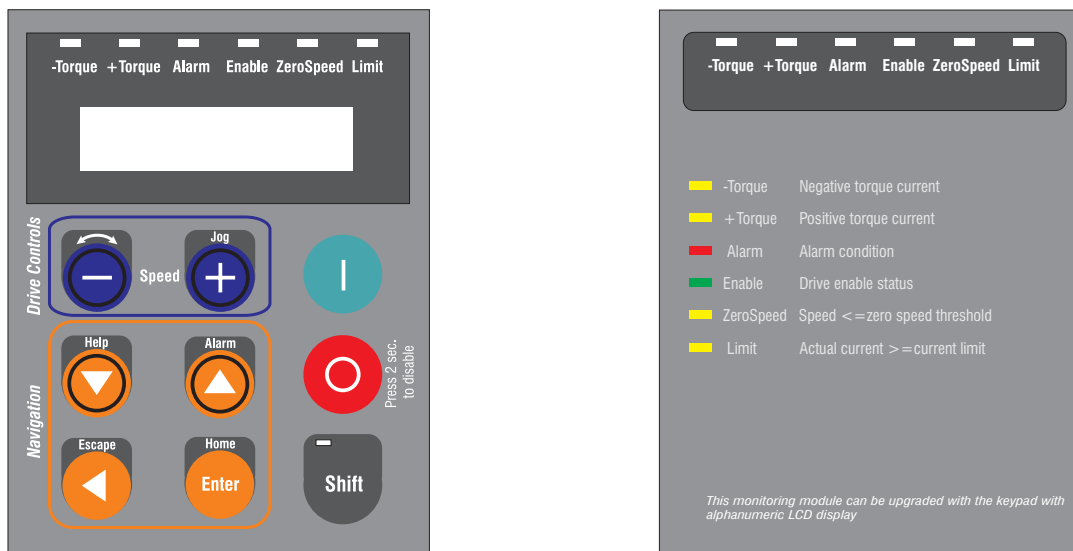 -Torque +Torque Alarm Enable ZeroSpeed Limit
Drive Controls
Jog
Speed
Navigation
Help Alarm
Press 2 sec.
to disable
Escape Home
Enter
Shift
-Torque +Torque Alarm Enable ZeroSpeed Limit
-Torque Negative torque current
+Torque Positive torque current
Alarm Alarm condition
Enable Drive enable status
ZeroSpeed Speed <=zero speed threshold
Limit Actual current >=current limit
This monitoring module can be upgraded with the keypad with
alphanumeric LCD display